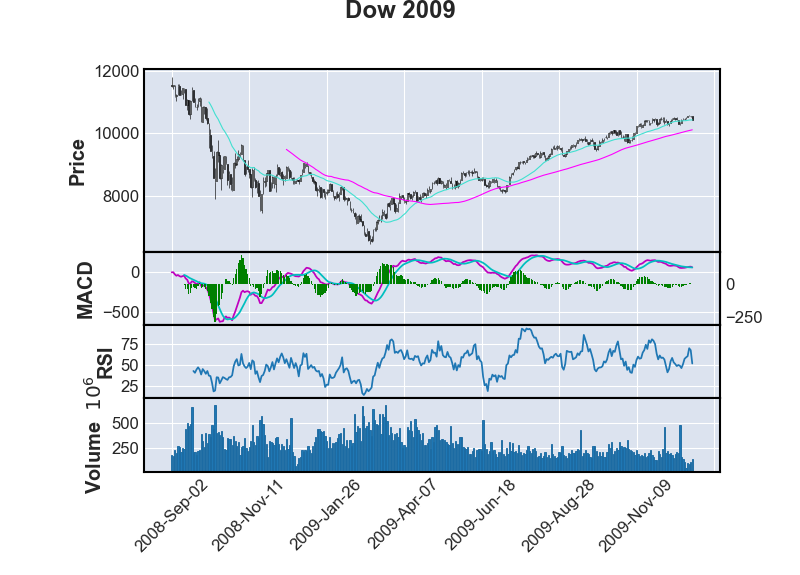 Dow 2009
12000
10000
8000
Price
0
−500
MACD
0
−250
75
50
25
RSI
500
250
Volume 10^6
2008-Sep-02
2008-Nov-11
2009-Jan-26
2009-Apr-07
2009-Jun-18
2009-Aug-28
2009-Nov-09